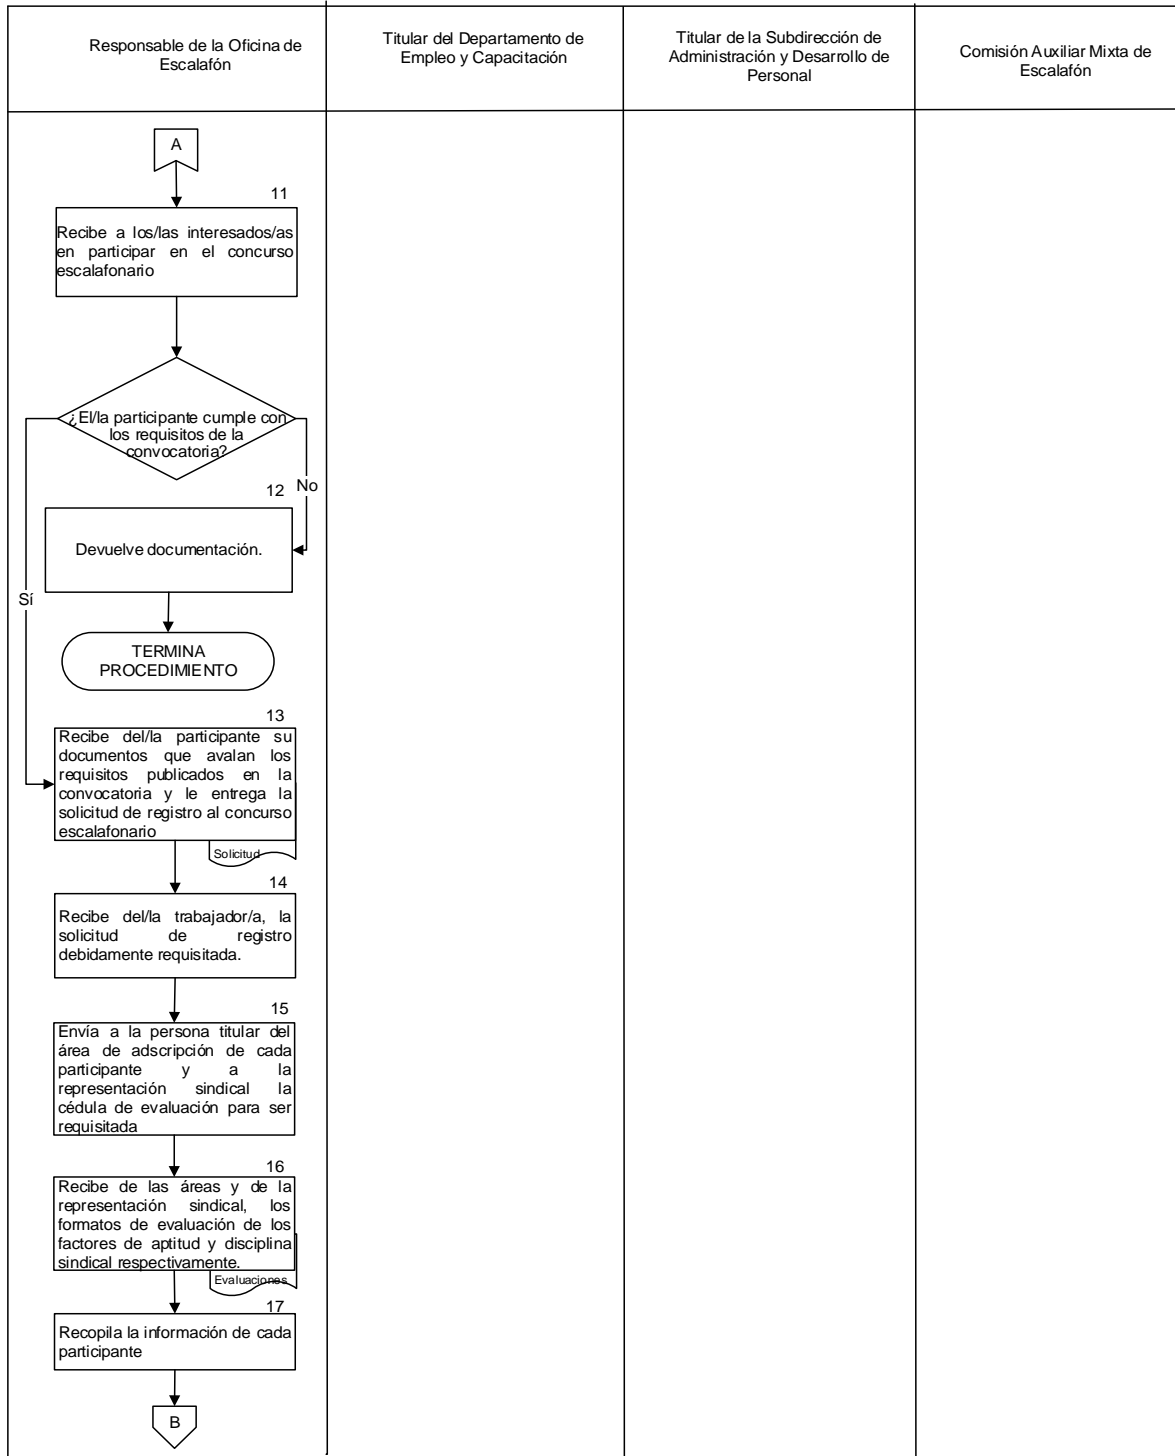 Responsable de la Oficina de
Escalafón
Titular del Departamento de
Empleo y Capacitación
Titular de la Subdirección de
Administración y Desarrollo de
Personal
Comisión Auxiliar Mixta de
Escalafón
A
11
Recibe a los/las interesados/as
en participar en el concurso
escalafonario
¿El/la participante cumple con
los requisitos de la
convocatoria?
No
12
Devuelve documentación.
Sí
TERMINA
PROCEDIMIENTO
13
Recibe del/la participante su
documentos que avalan los
requisitos publicados en la
convocatoria y le entrega la
solicitud de registro al concurso
escalafonario
Solicitud
14
Recibe del/la trabajador/a, la
solicitud de registro
debidamente requisitada.
15
Envía a la persona titular del
área de adscripción de cada
participante y a la
representación sindical la
cédula de evaluación para ser
requisitada
16
Recibe de las áreas y de la
representación sindical, los
formatos de evaluación de los
factores de aptitud y disciplina
sindical respectivamente.
Evaluaciones
17
Recopila la información de cada
participante
B